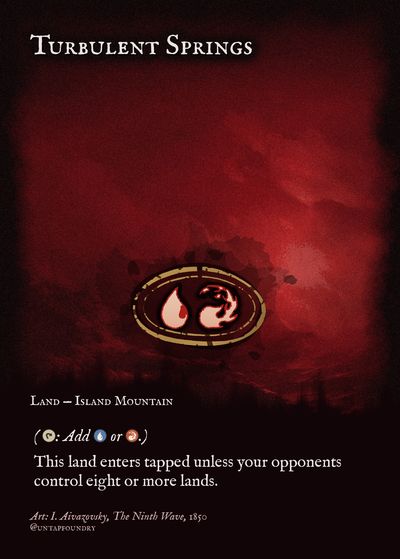 Turbulent Springs
Land – Island Mountain
( : Add or .)
This land enters tapped unless your opponents
control eight or more lands.
Art: I. Aivazovsky, The Ninth Wave, 1850
@untapfoundry